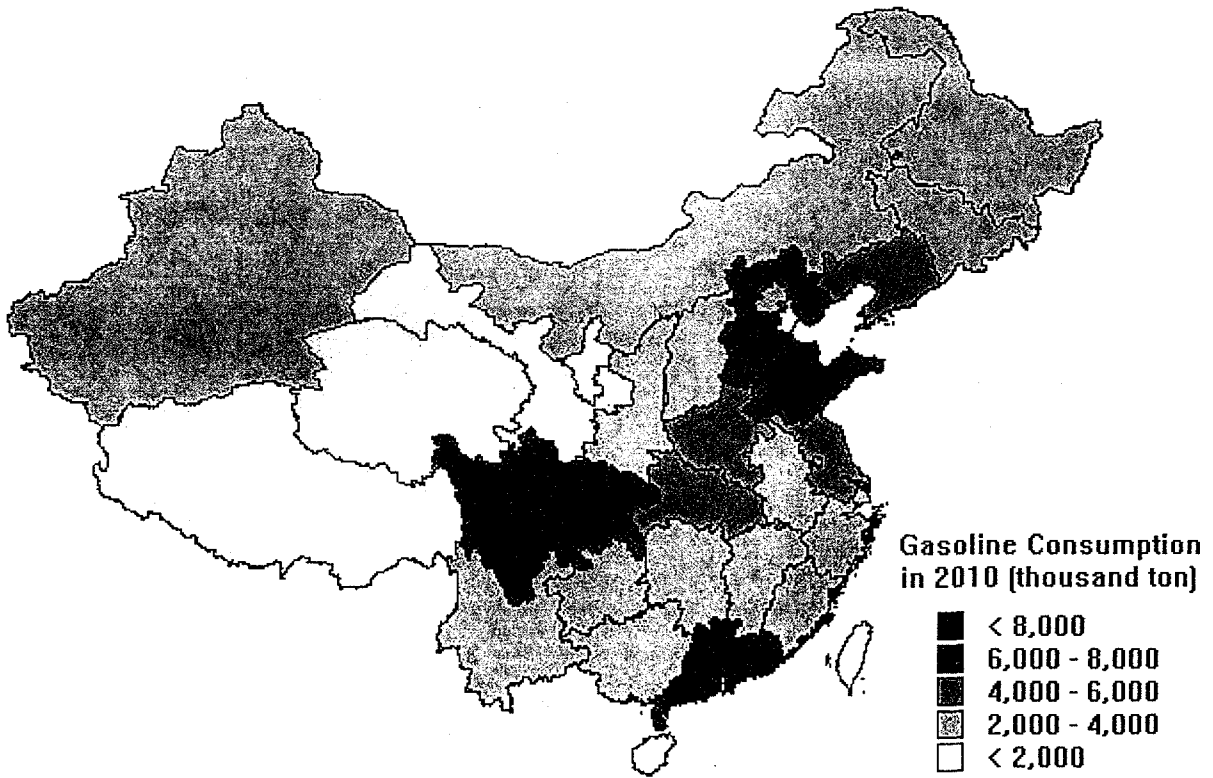 Gasoline Consumption
in 2010 (thousand ton)
< 8,000
6,000 - 8,000
4,000 - 6,000
2,000 - 4,000
< 2,000